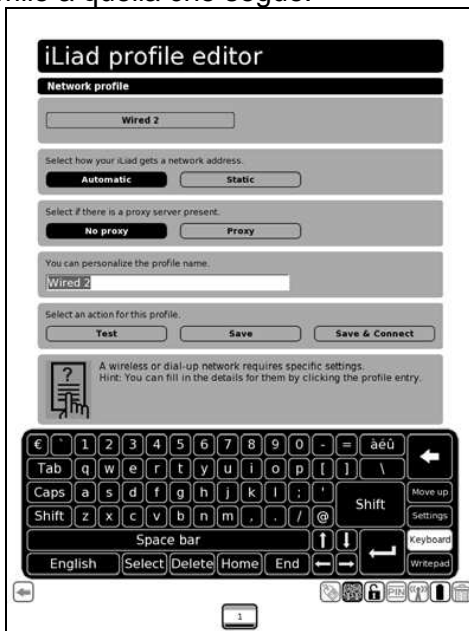 iLiad profile editor
Network profile
Wired 2
Select how your iLiad gets a network address.
Automatic Static
Select if there is a proxy server present.
No proxy Proxy
You can personalize the profile name.
Wired 2
Select an action for this profile.
Test Save Save & Connect
A wireless or dial-up network requires specific settings.
Hint: You can fill in the details for them by clicking the profile entry.
?
€ ` 1 2 3 4 5 6 7 8 9 0 - = àéû
Tab q w e r t y u i o p [ ] \
Caps a s d f g h j k l ; ' Shift Move up
Shift z x c v b n m , . / @ Settings
Space bar Keyboard
English Select Delete Home End Writepad
PIN
1